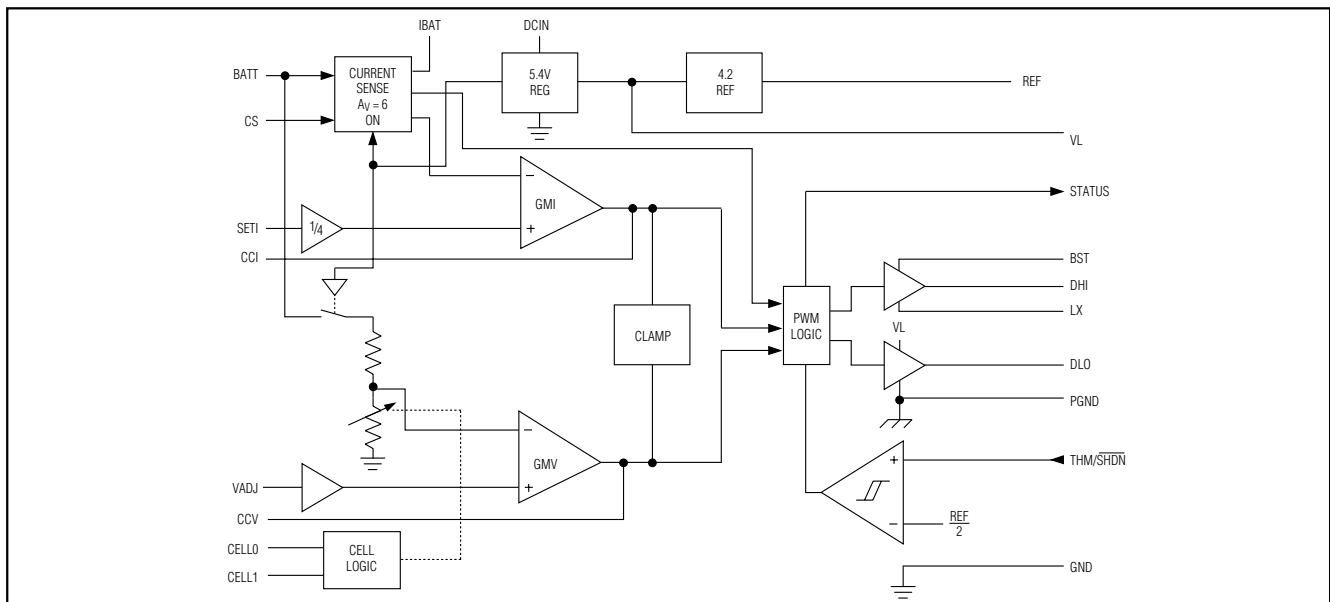 IBAT
DCIN
BATT
CURRENT
SENSE
AV = 6
ON
5.4V
REG
4.2
REF
REF
CS
VL
GMI
−
+
STATUS
SETI
1/4
CCI
BST
DHI
LX
PWM
LOGIC
CLAMP
VL
DLO
PGND
GMV
−
+
THM/SHDN
+
−
REF
2
VADJ
CCV
CELL0
CELL1
CELL
LOGIC
GND